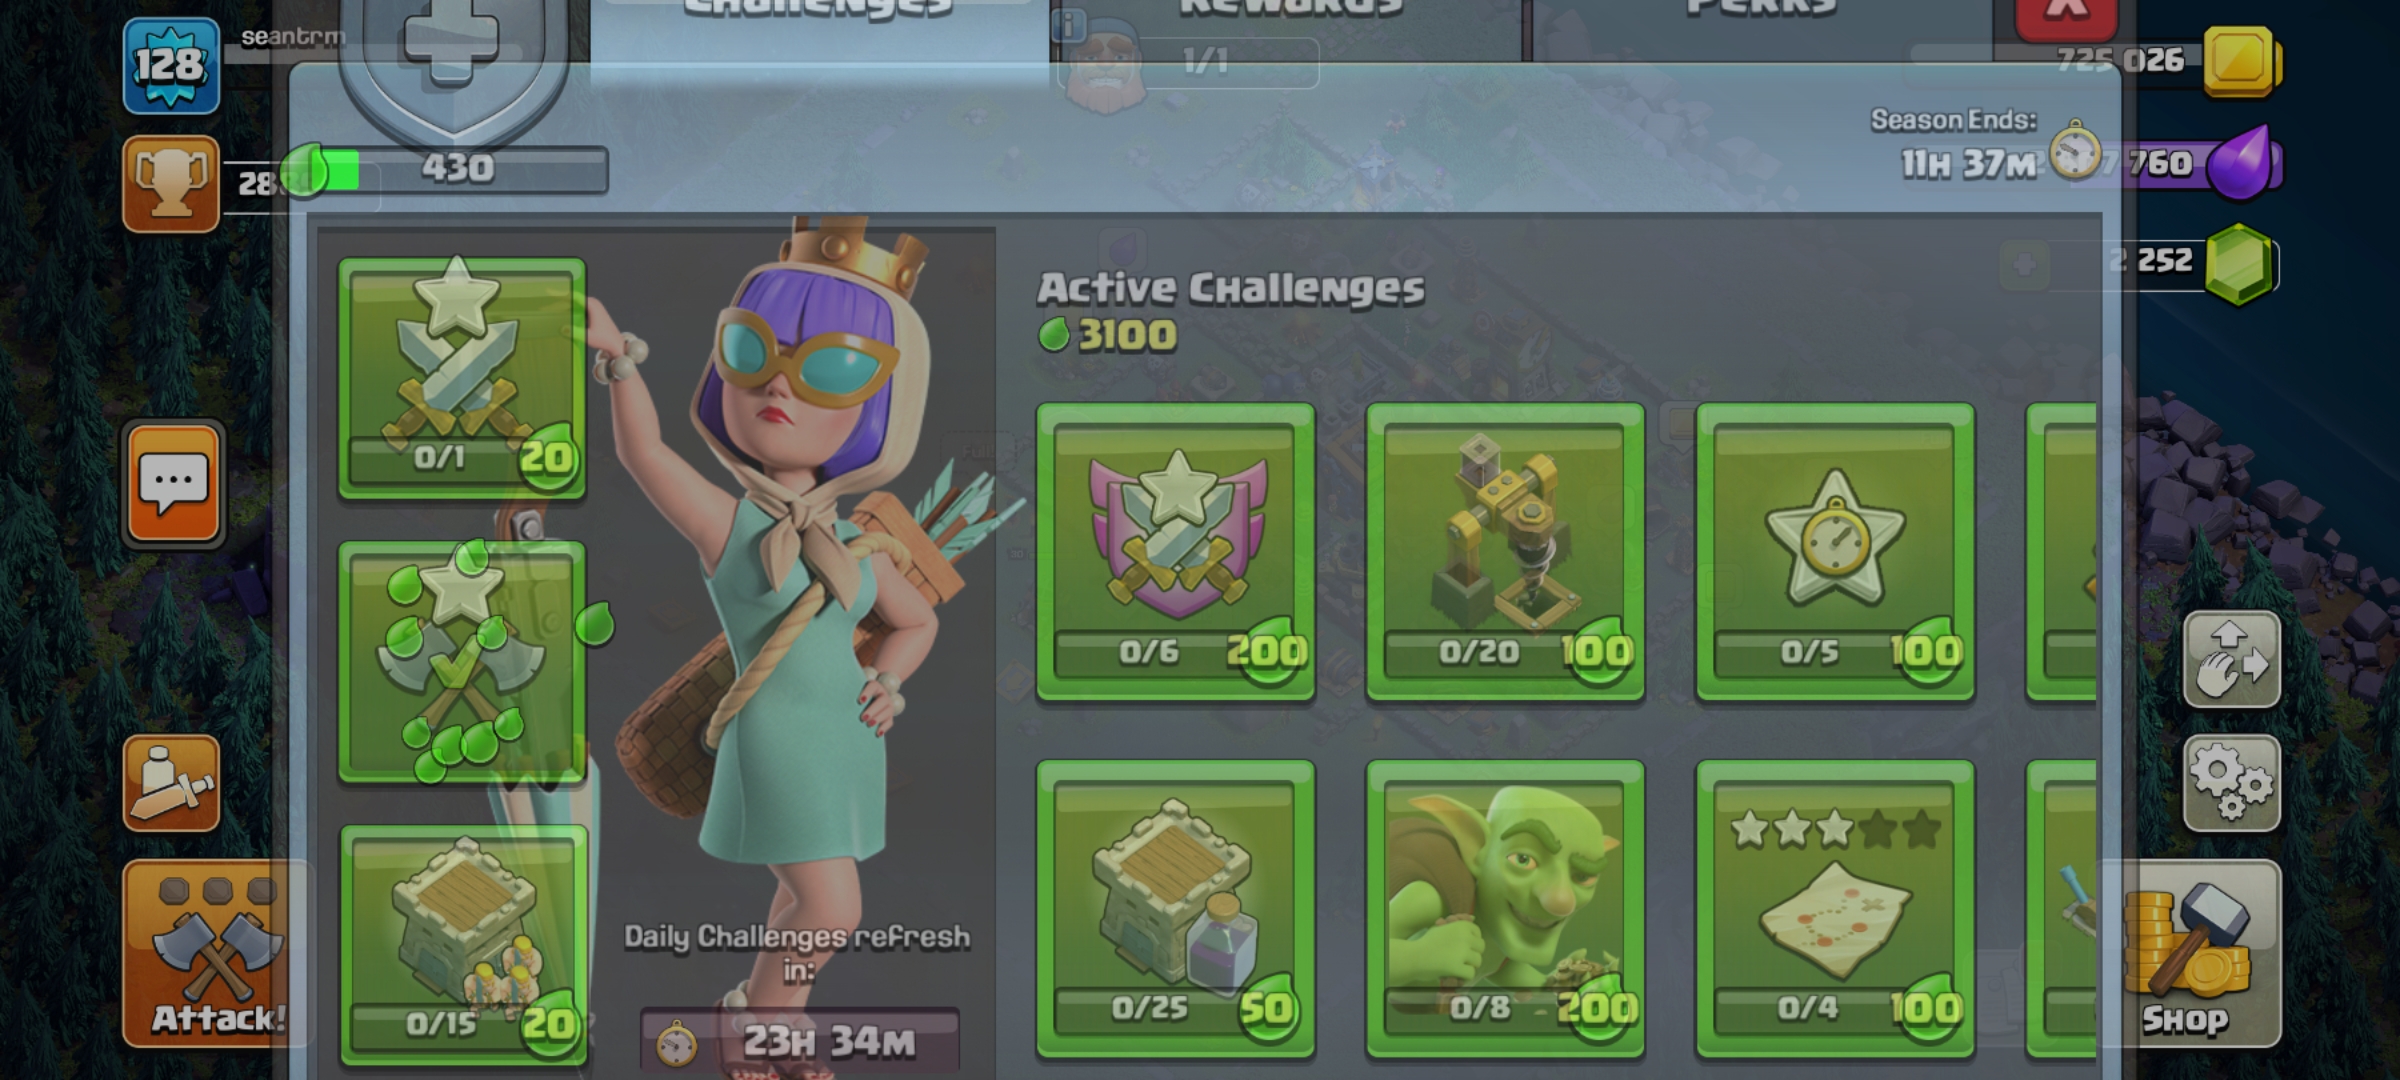 Challenges
Rewards
Perks
X
128
seantrm
i
1/1
026
Season Ends:
11H 37M
760
430
28
252
Active Challenges
3100
0/1
20
0/6
200
0/20
100
0/5
100
Daily Challenges refresh
in:
23H 34M
0/15
20
0/25
50
0/8
200
0/4
100
Attack!
Shop